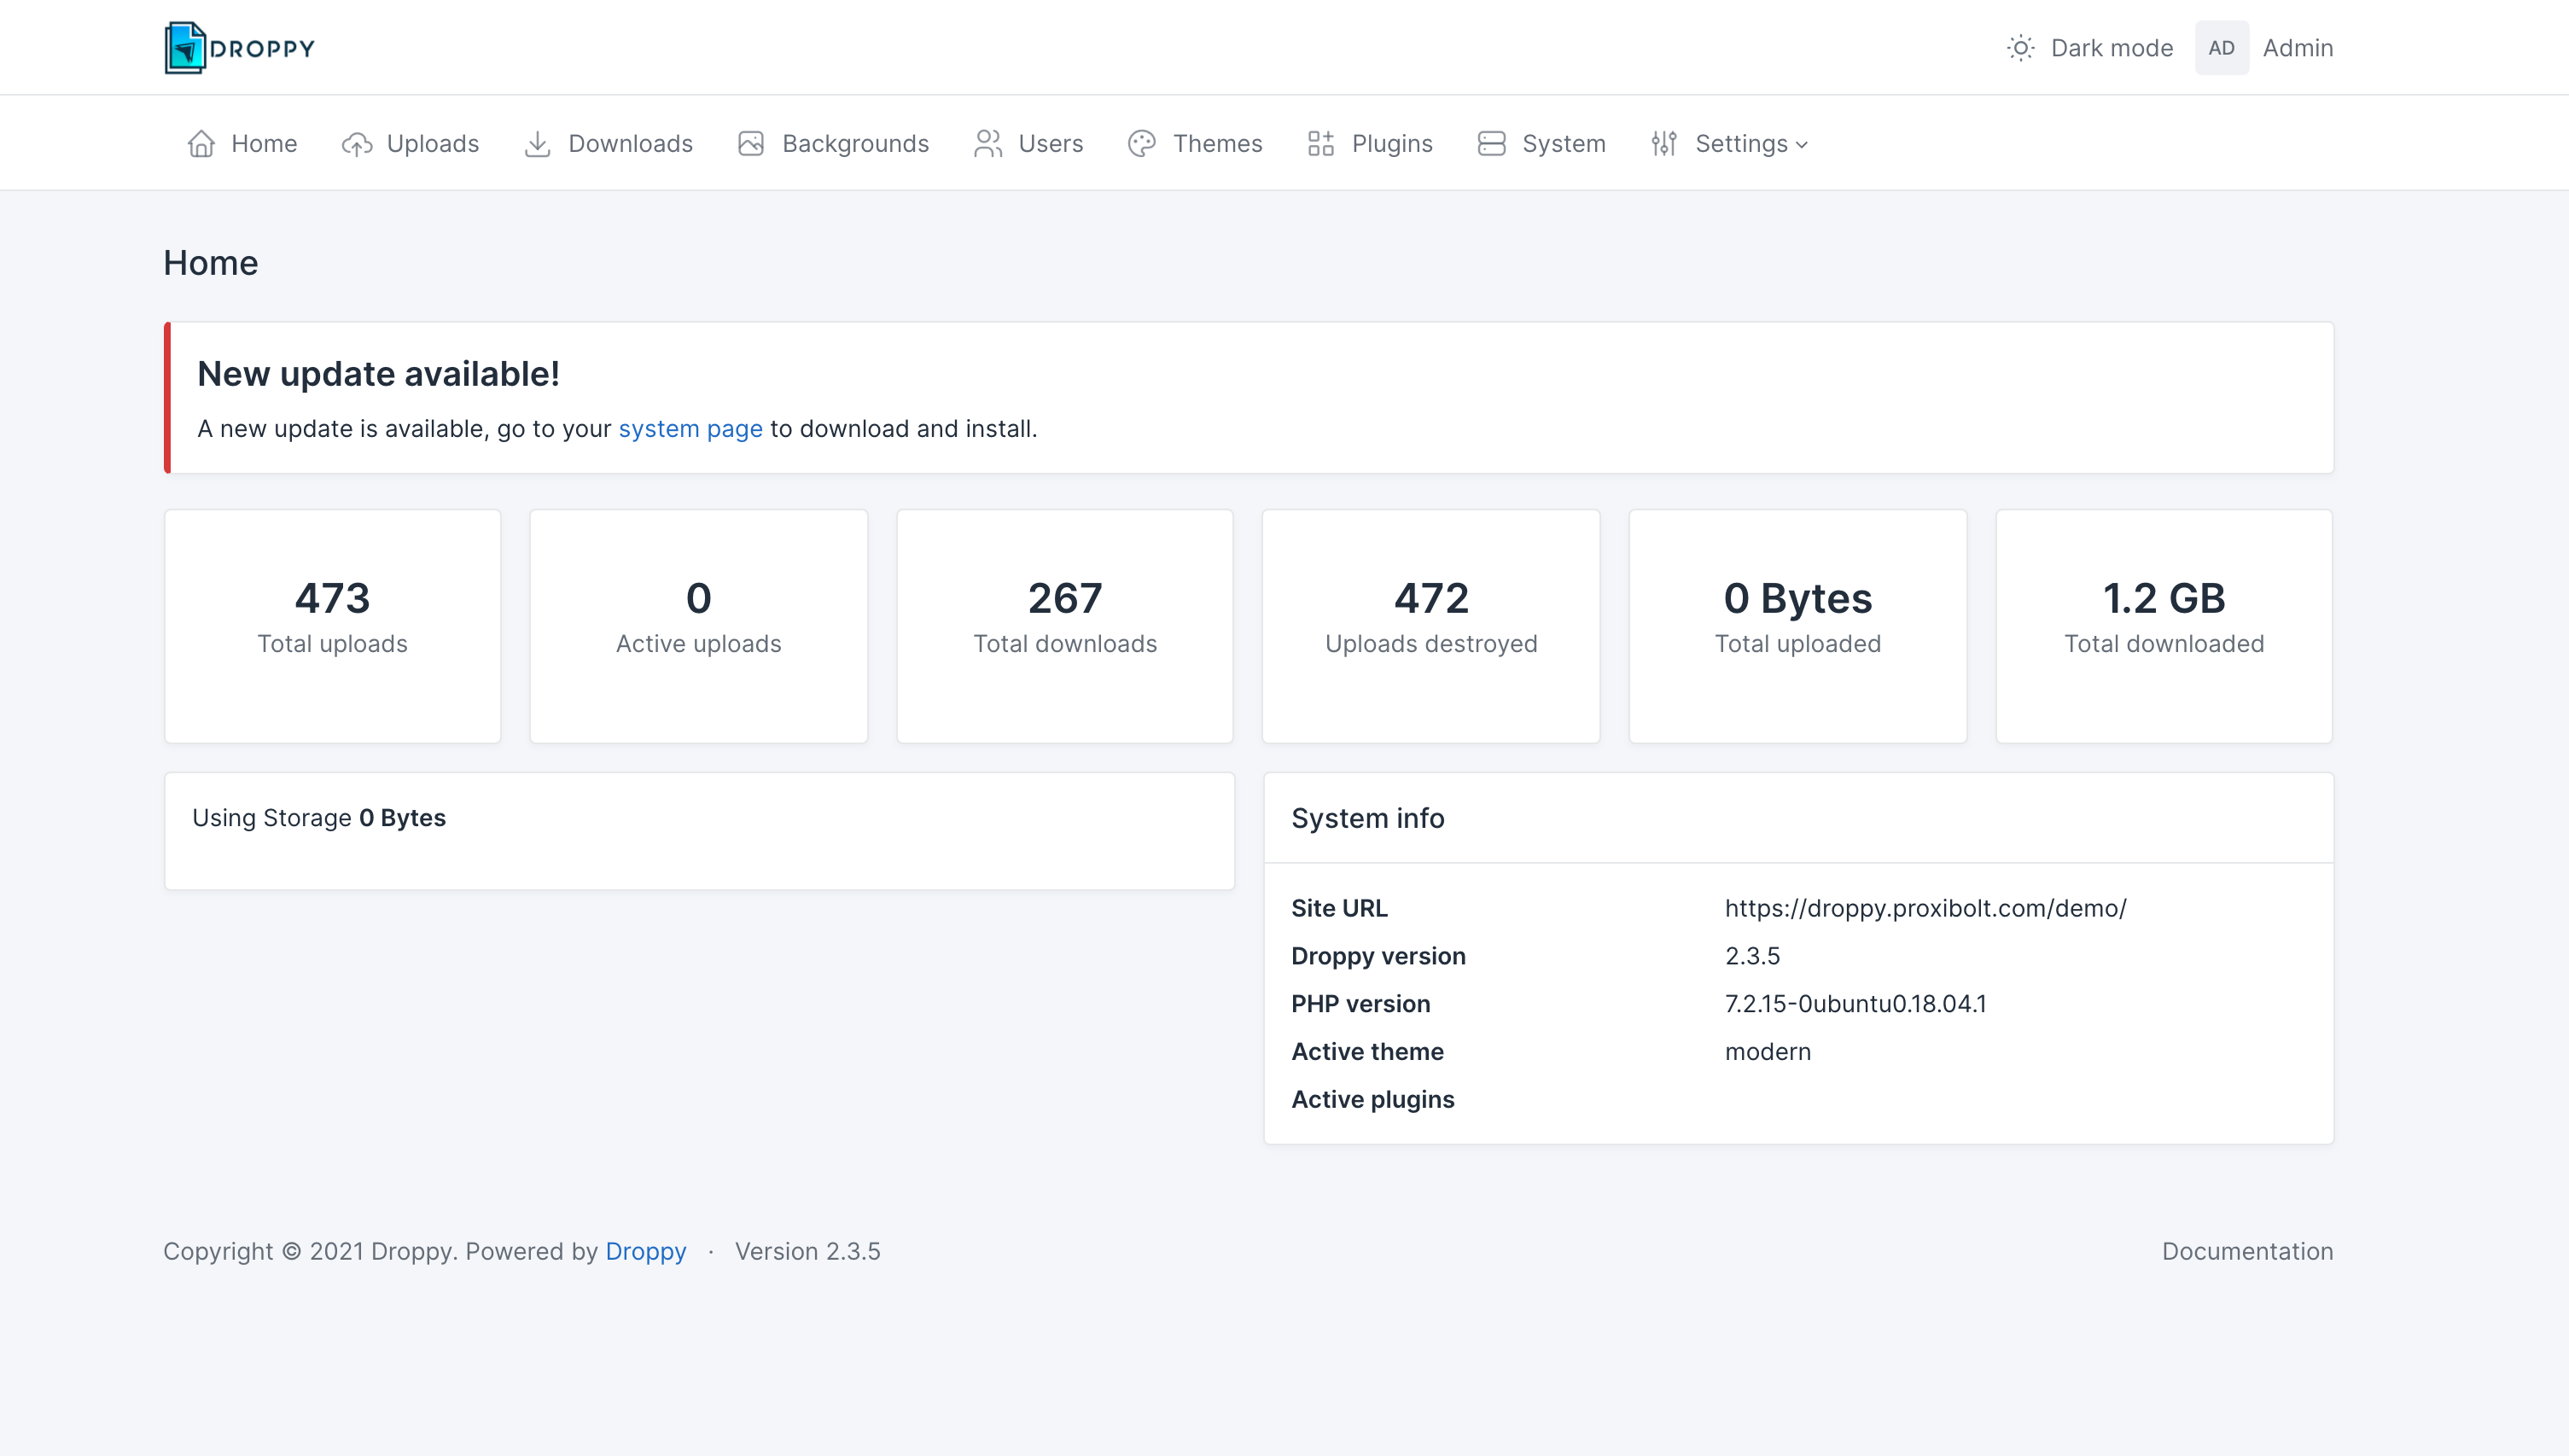 DROPPY
Dark mode AD Admin
Home Uploads Downloads Backgrounds Users Themes Plugins System Settings
Home
New update available!
A new update is available, go to your system page to download and install.
473 0 267 472 0 Bytes 1.2 GB
Total uploads Active uploads Total downloads Uploads destroyed Total uploaded Total downloaded
Using Storage 0 Bytes
System info
Site URL https://droppy.proxibolt.com/demo/
Droppy version 2.3.5
PHP version 7.2.15-0ubuntu0.18.04.1
Active theme modern
Active plugins
Copyright © 2021 Droppy. Powered by Droppy · Version 2.3.5 Documentation